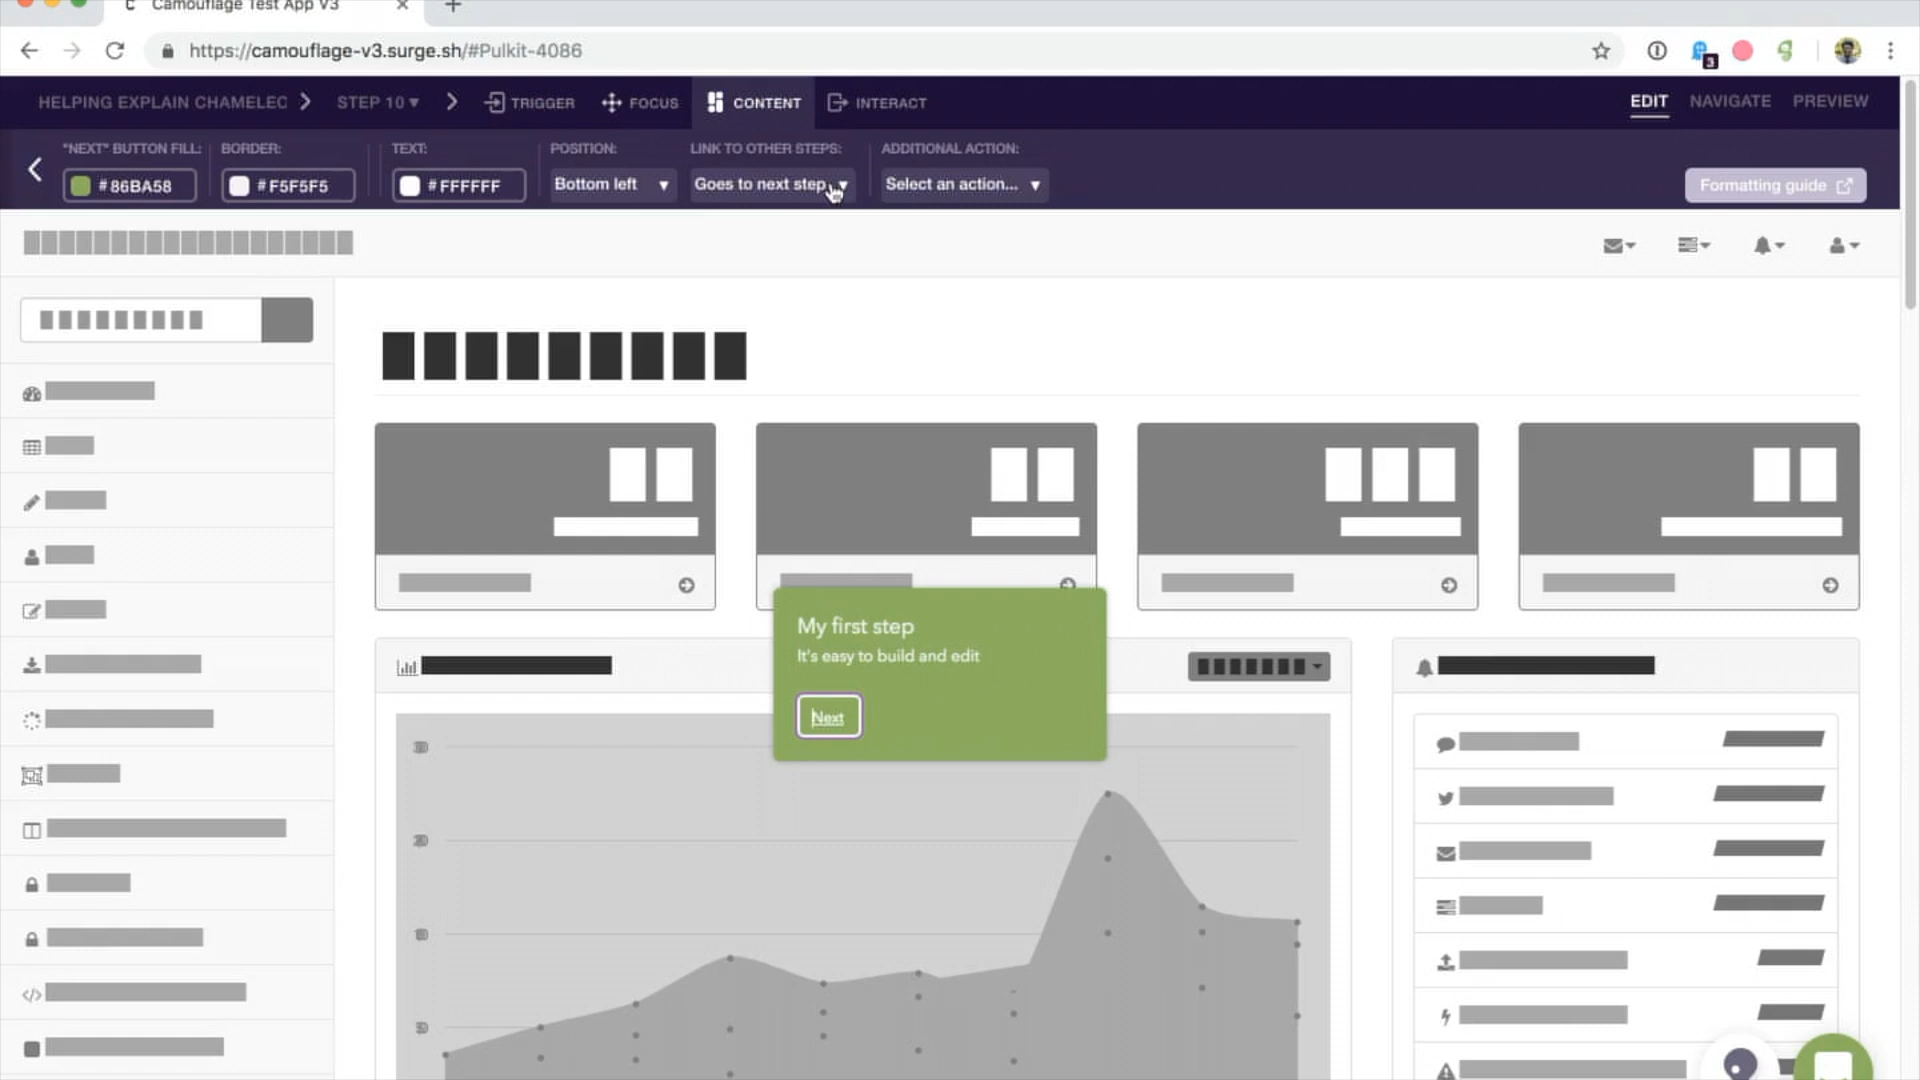 Camouflage Test App V3
https://camouflage-v3.surge.sh/#Pulkit-4086
3
HELPING EXPLAIN CHAMELEC
STEP 10
TRIGGER
FOCUS
CONTENT
INTERACT
EDIT
NAVIGATE
PREVIEW
"NEXT" BUTTON FILL:
BORDER:
TEXT:
POSITION:
LINK TO OTHER STEPS:
ADDITIONAL ACTION:
#86BA58
#F5F5F5
#FFFFFF
Bottom left
Goes to next step
Select an action...
Formatting guide
My first step
It's easy to build and edit
Next